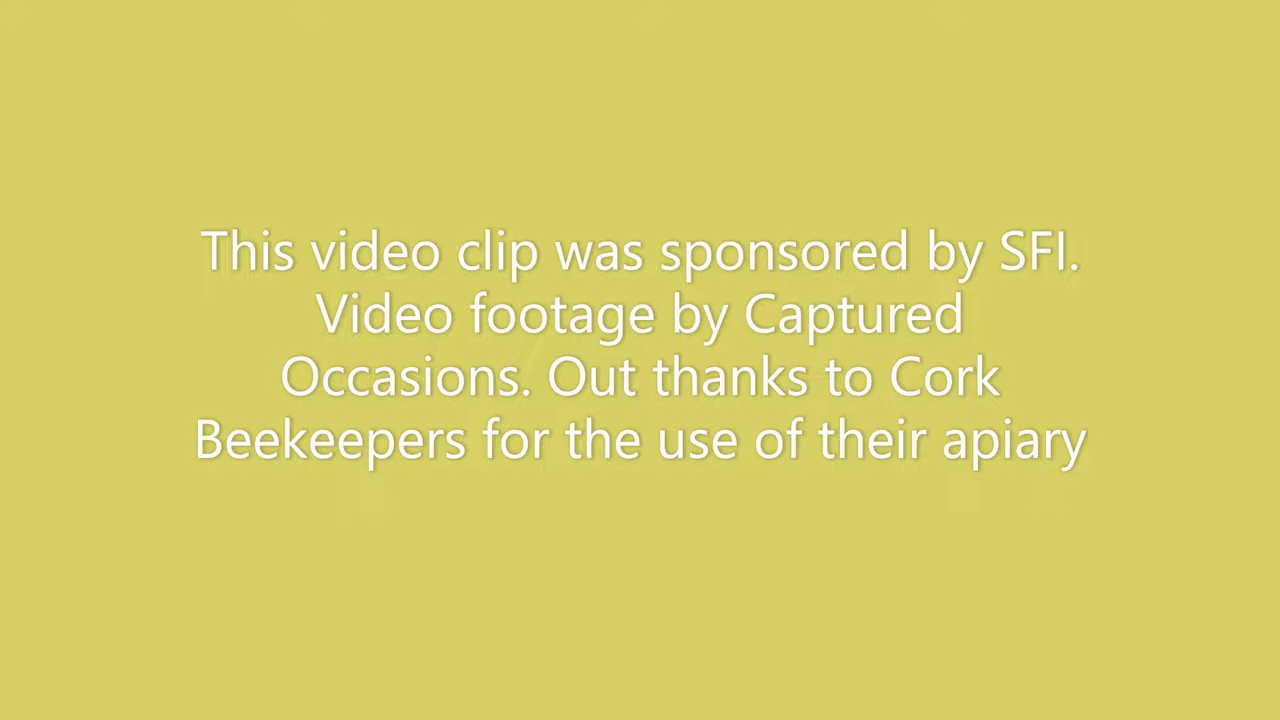 This video clip was sponsored by SFI.
Video footage by Captured
Occasions. Out thanks to Cork
Beekeepers for the use of their apiary